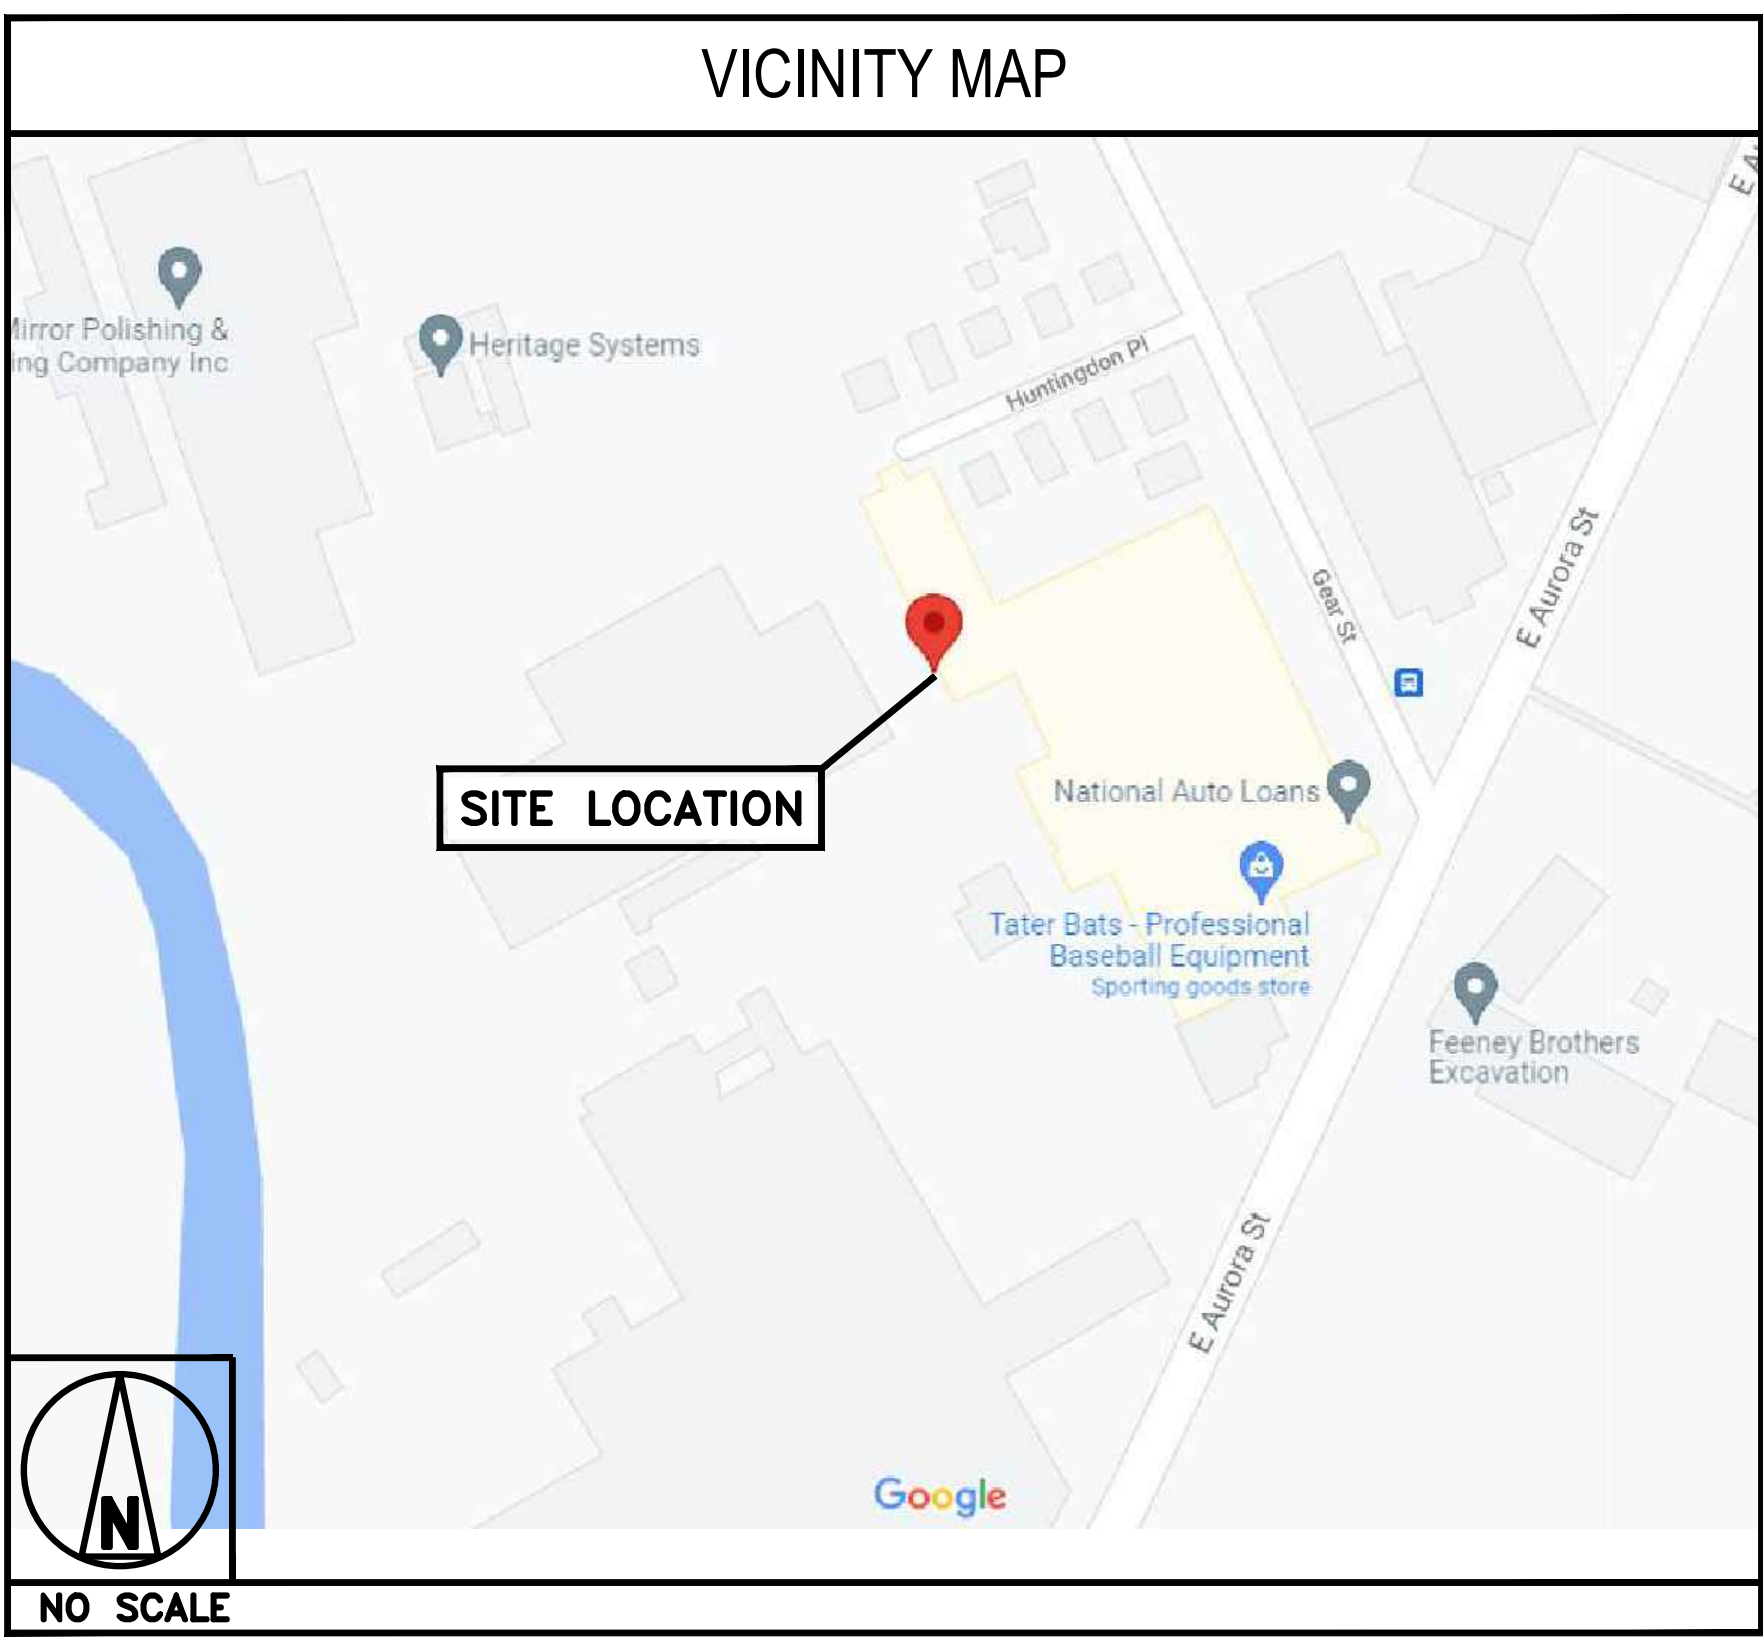 VICINITY MAP
E A
Mirror Polishing &
ing Company Inc
Heritage Systems
Huntingdon Pl
E Aurora St
Gear St
SITE LOCATION
National Auto Loans
Tater Bats - Professional
Baseball Equipment
Sporting goods store
Feeney Brothers
Excavation
E Aurora St
Google
N
NO SCALE